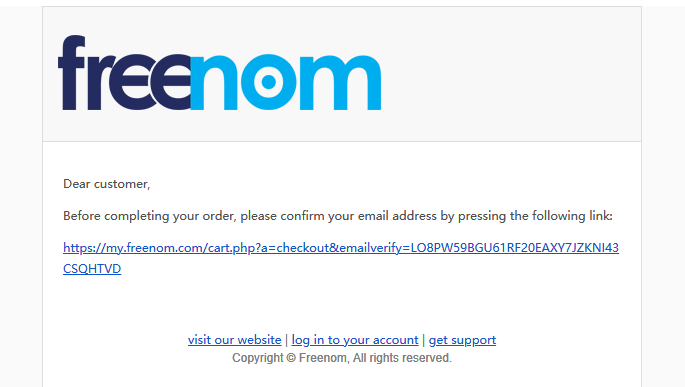 freenom
Dear customer,
Before completing your order, please confirm your email address by pressing the following link:
https://my.freenom.com/cart.php?a=checkout&emailverify=LO8PW59BGU61RF20EAXY7JZKNI43
CSQHTVD
visit our website | log in to your account | get support
Copyright © Freenom, All rights reserved.